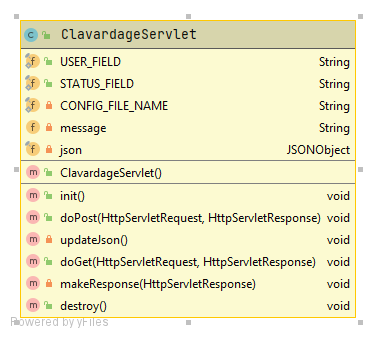 C ClavardageServlet
f USER_FIELD String
f STATUS_FIELD String
f CONFIG_FILE_NAME String
f message String
f json JSONObject
m ClavardageServlet()
m init() void
m doPost(HttpServletRequest, HttpServletResponse) void
m updateJson() void
m doGet(HttpServletRequest, HttpServletResponse) void
m makeResponse(HttpServletResponse) void
m destroy() void
Powered by yFiles